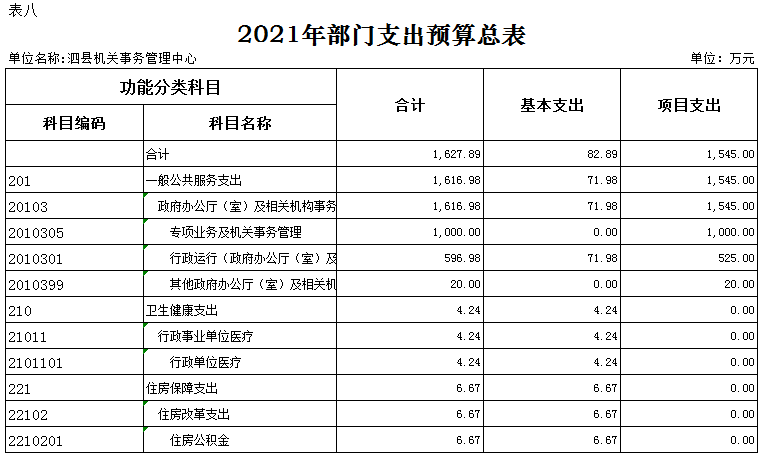 表八
2021年部门支出预算总表
单位名称:泗县机关事务管理中心 单位：万元
功能分类科目 合计 基本支出 项目支出
科目编码 科目名称
合计 1,627.89 82.89 1,545.00
201 一般公共服务支出 1,616.98 71.98 1,545.00
20103 政府办公厅（室）及相关机构事务 1,616.98 71.98 1,545.00
2010305 专项业务及机关事务管理 1,000.00 0.00 1,000.00
2010301 行政运行（政府办公厅（室）及 596.98 71.98 525.00
2010399 其他政府办公厅（室）及相关机 20.00 0.00 20.00
210 卫生健康支出 4.24 4.24 0.00
21011 行政事业单位医疗 4.24 4.24 0.00
2101101 行政单位医疗 4.24 4.24 0.00
221 住房保障支出 6.67 6.67 0.00
22102 住房改革支出 6.67 6.67 0.00
2210201 住房公积金 6.67 6.67 0.00